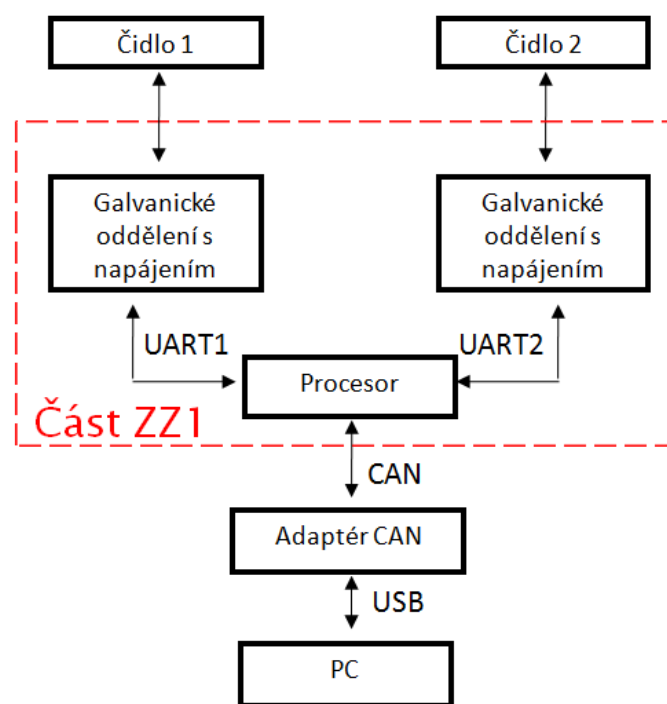 Čidlo 1
Čidlo 2
Galvanické
oddělení s
napájením
Galvanické
oddělení s
napájením
UART1
UART2
Procesor
Část ZZ1
CAN
Adaptér CAN
USB
PC